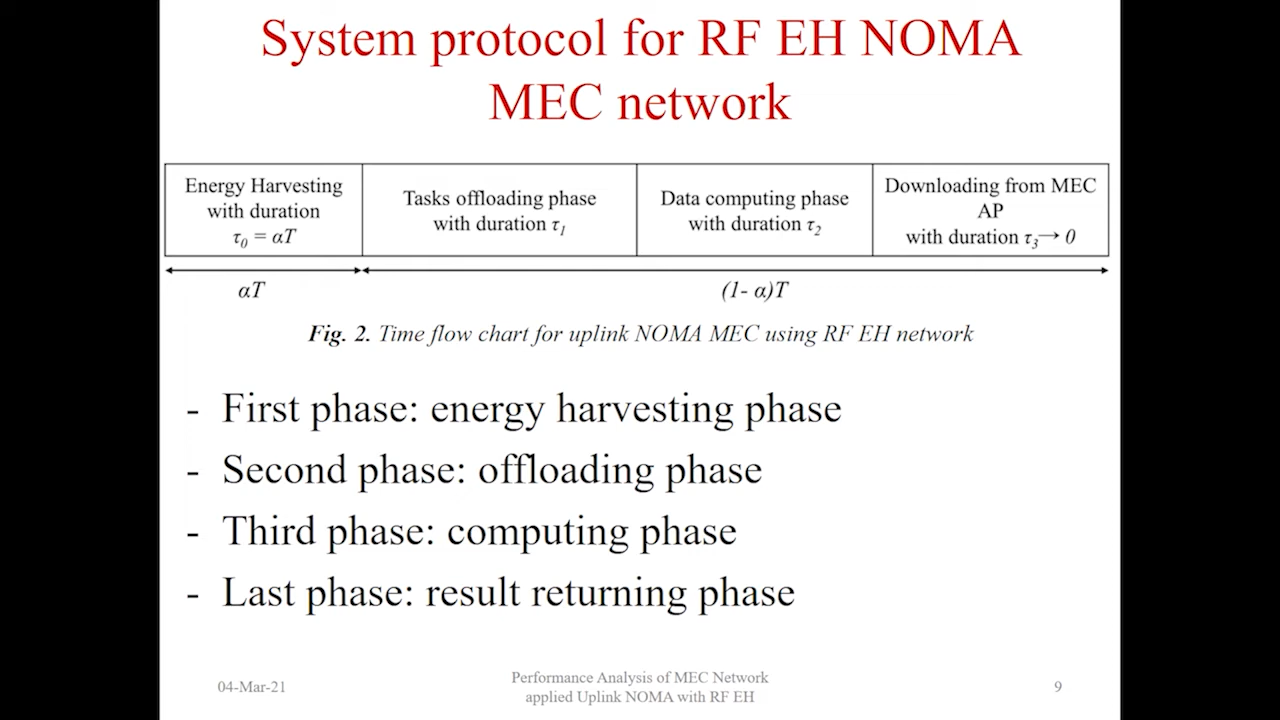 System protocol for RF EH NOMA
MEC network
Energy Harvesting
with duration
τ0 = αT
Tasks offloading phase
with duration τ1
Data computing phase
with duration τ2
Downloading from MEC
AP
with duration τ3→ 0
αT
(1- α)T
Fig. 2. Time flow chart for uplink NOMA MEC using RF EH network
- First phase: energy harvesting phase
- Second phase: offloading phase
- Third phase: computing phase
- Last phase: result returning phase
04-Mar-21
Performance Analysis of MEC Network
applied Uplink NOMA with RF EH
9